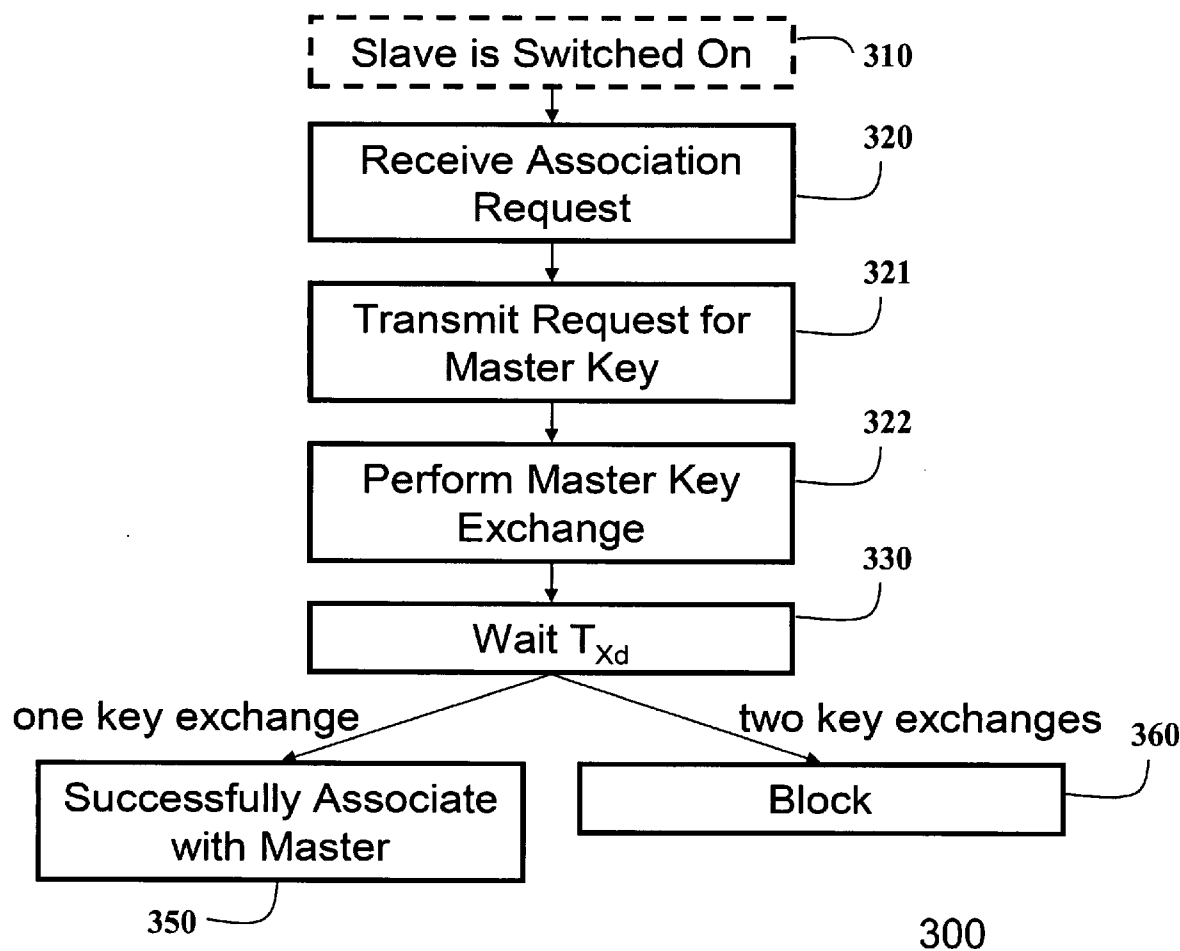 Slave is Switched On
310
Receive Association
Request
320
Transmit Request for
Master Key
321
Perform Master Key
Exchange
322
Wait TXd
330
one key exchange
two key exchanges
Successfully Associate
with Master
350
Block
360
300